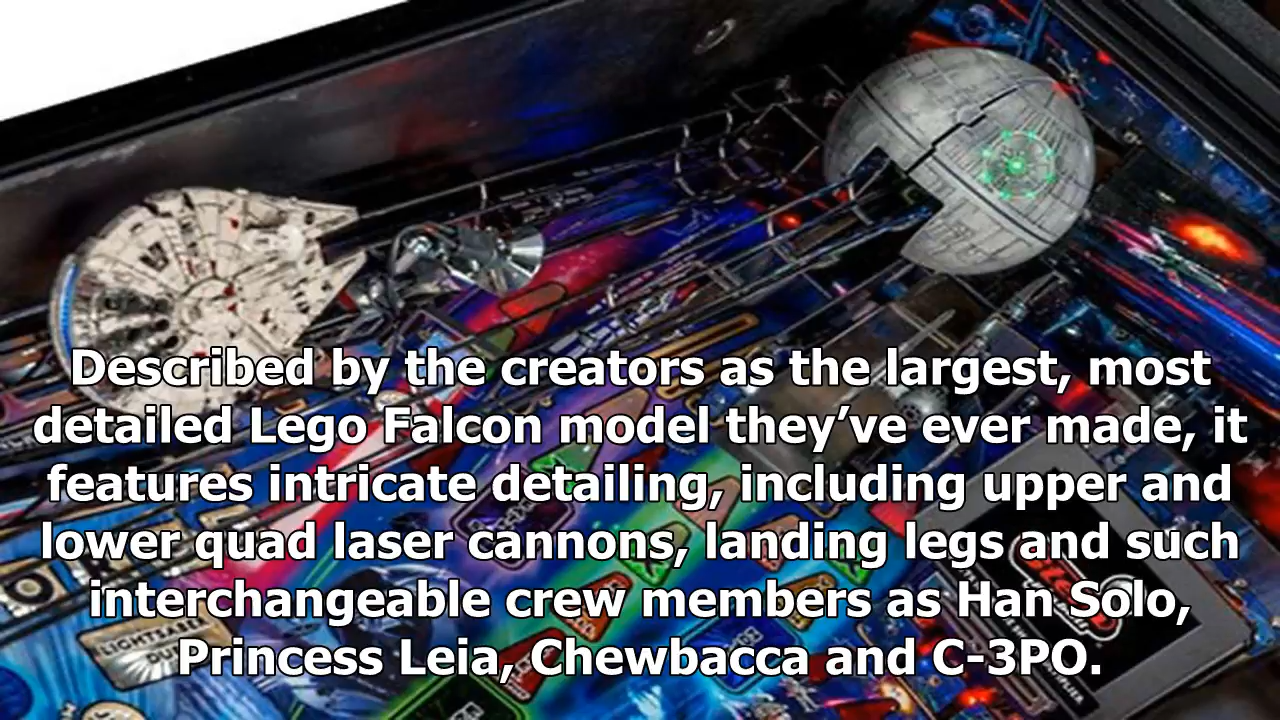 Described by the creators as the largest, most
detailed Lego Falcon model they’ve ever made, it
features intricate detailing, including upper and
lower quad laser cannons, landing legs and such
interchangeable crew members as Han Solo,
Princess Leia, Chewbacca and C-3PO.
LIGHTSABER